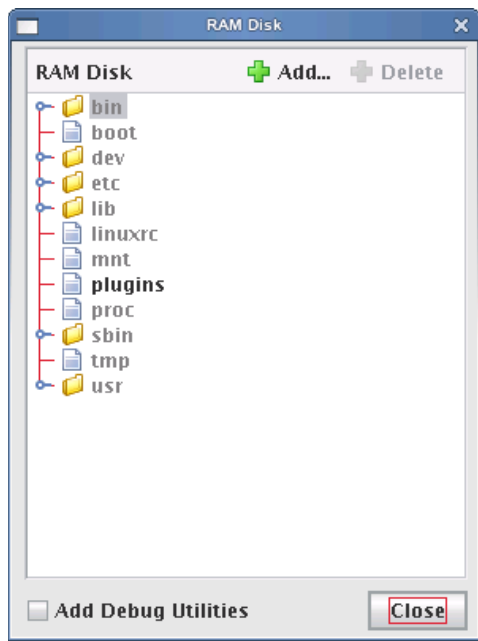 RAM Disk
RAM Disk Add... Delete
bin
boot
dev
etc
lib
linuxrc
mnt
plugins
proc
sbin
tmp
usr
Add Debug Utilities Close